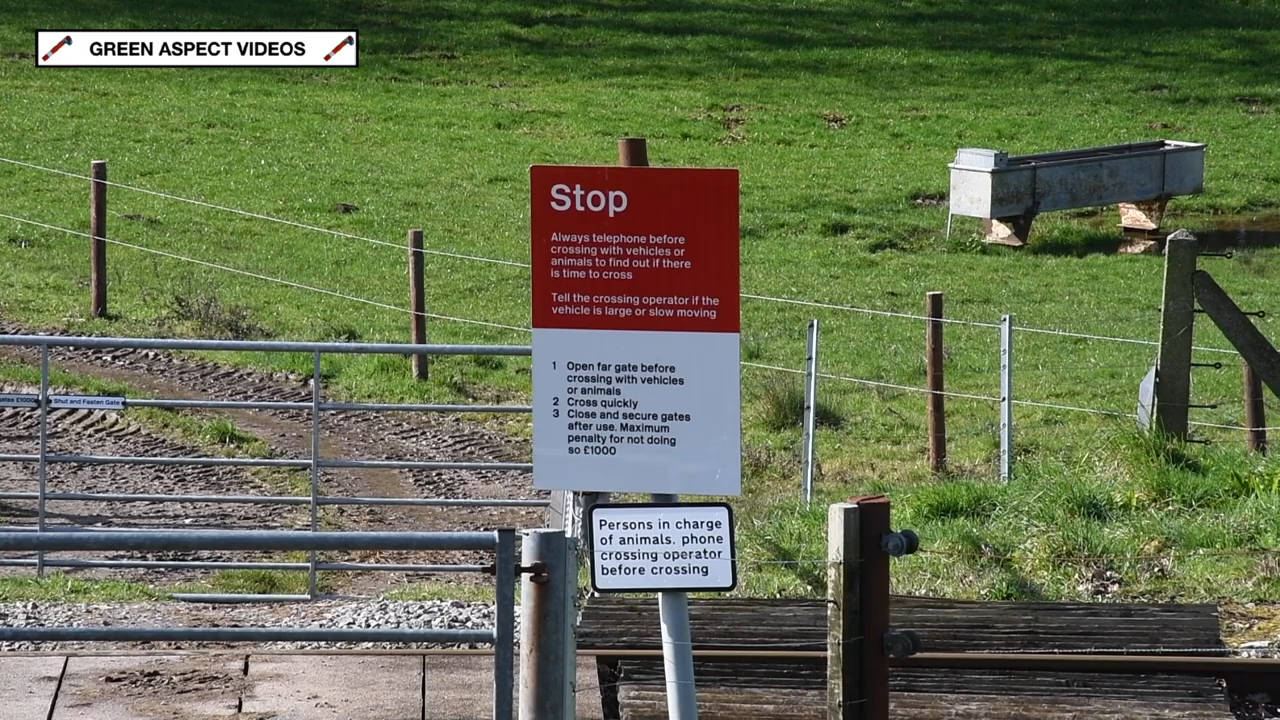 GREEN ASPECT VIDEOS
Stop
Always telephone before
crossing with vehicles or
animals to find out if there
is time to cross
Tell the crossing operator if the
vehicle is large or slow moving
1 Open far gate before
crossing with vehicles
or animals
2 Cross quickly
3 Close and secure gates
after use. Maximum
penalty for not doing
so £1000
£1000 Shut and Fasten Gate
Persons in charge
of animals. phone
crossing operator
before crossing